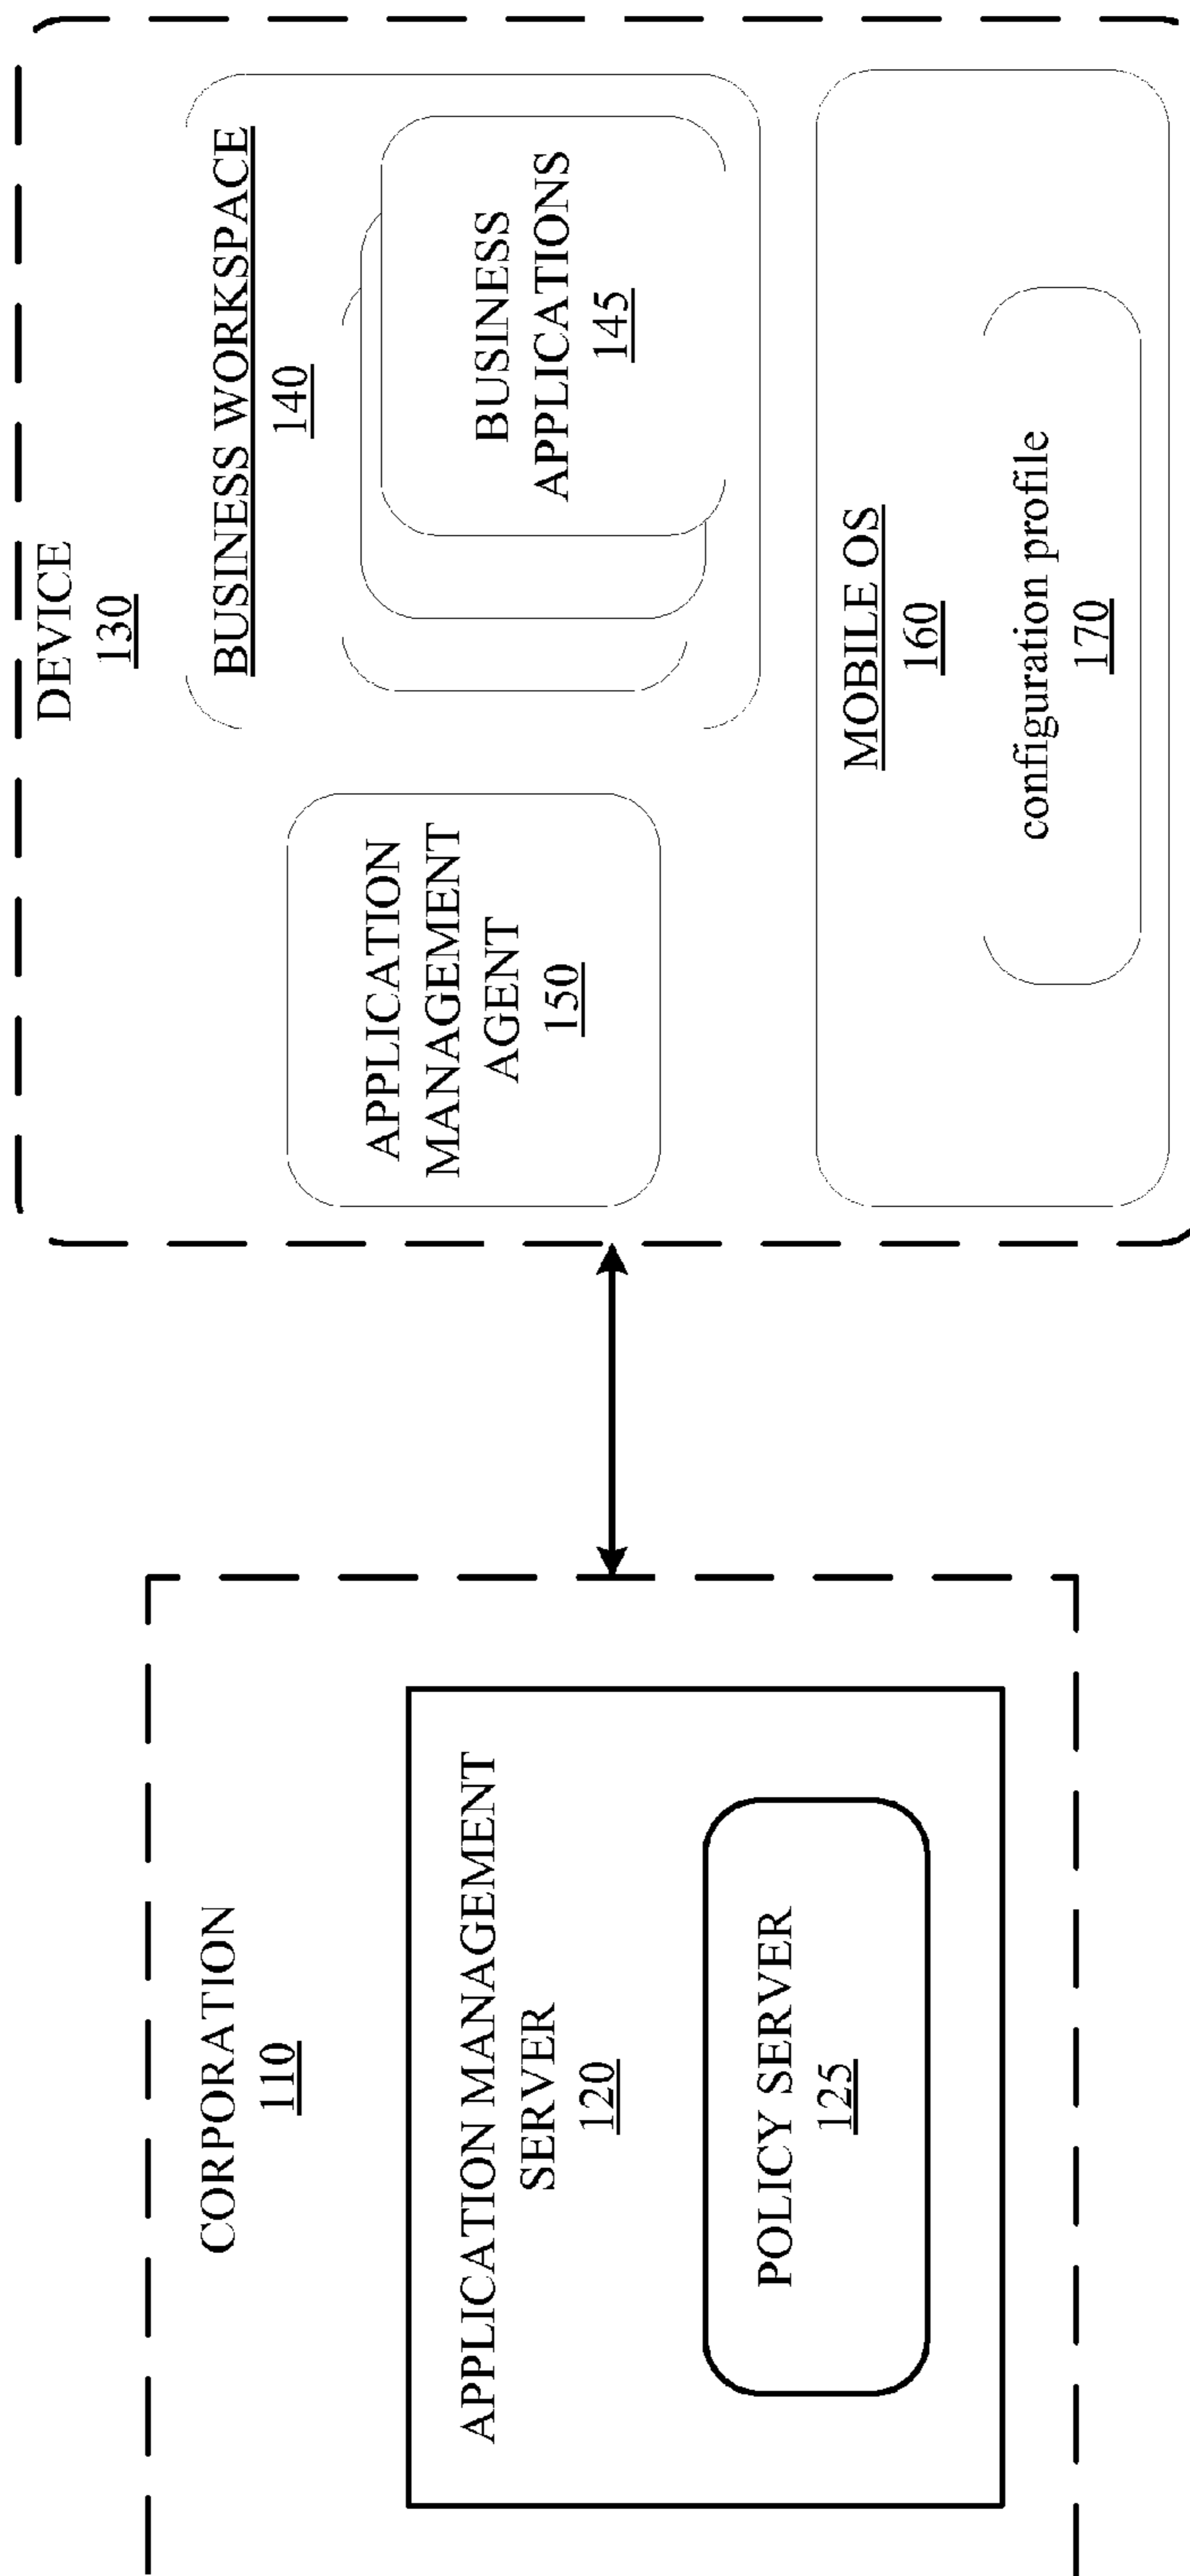 CORPORATION
110
APPLICATION MANAGEMENT
SERVER
120
POLICY SERVER
125
DEVICE
130
APPLICATION
MANAGEMENT
AGENT
150
BUSINESS WORKSPACE
140
BUSINESS
APPLICATIONS
145
MOBILE OS
160
configuration profile
170